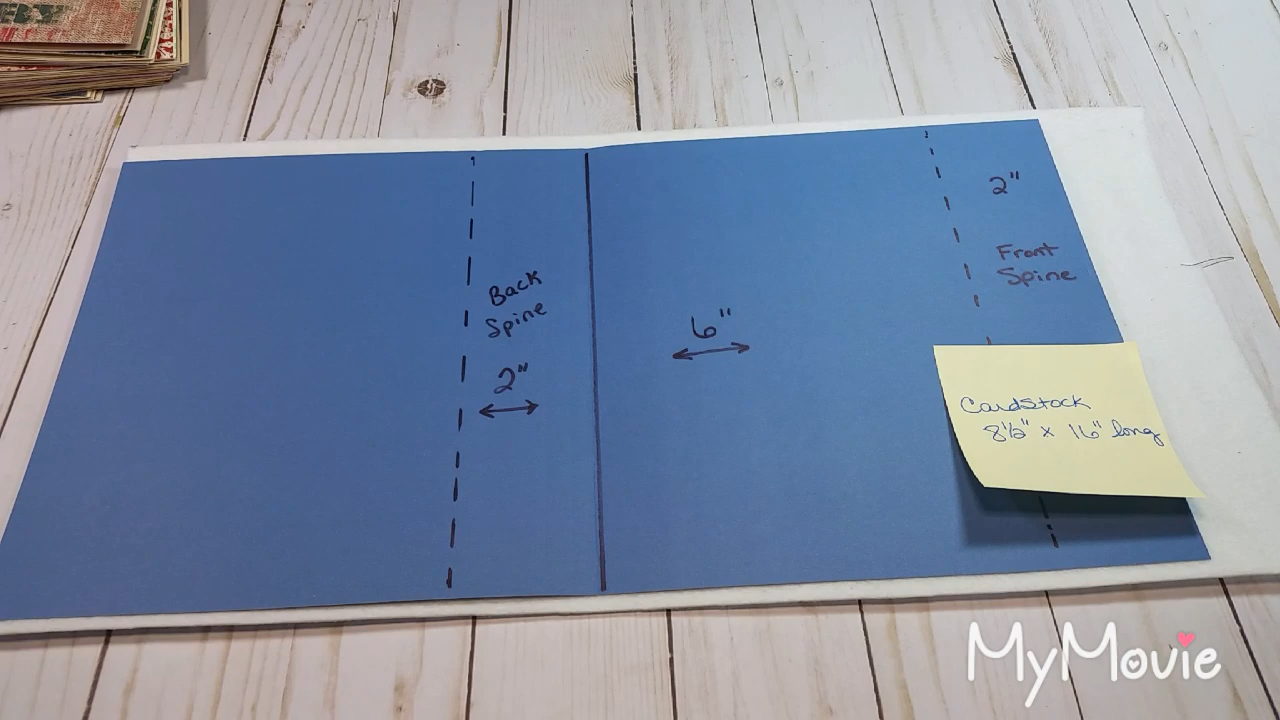 Back
Spine
2"
6"
2"
Front
Spine
Cardstock
8½" x 16" long
MyMovie